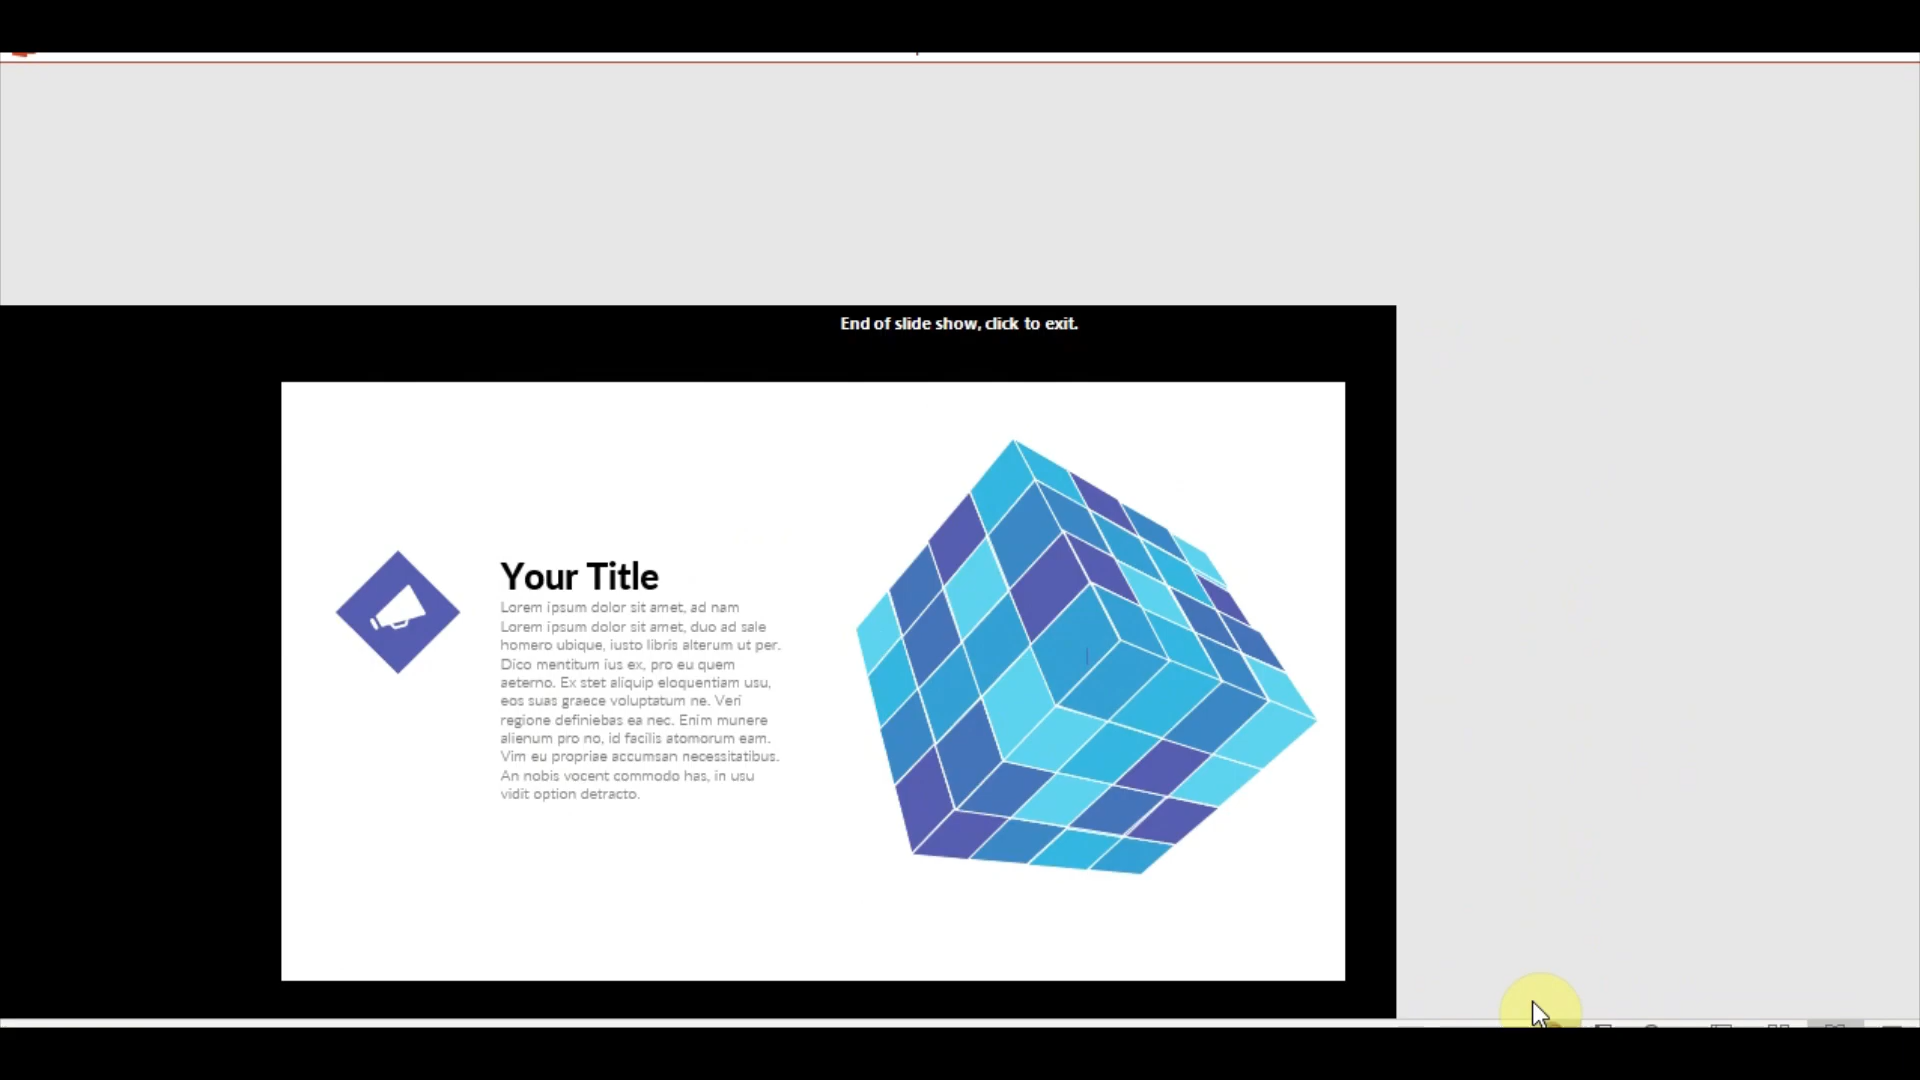 End of slide show, click to exit.
Your Title
Lorem ipsum dolor sit amet, ad nam
Lorem ipsum dolor sit amet, duo ad sale
homero ubique, iusto libris alterum ut per.
Dico mentitum ius ex, pro eu quem
aeterno. Ex stet aliquip eloquentiam usu,
eos suas graece voluptatum ne. Veri
regione definiebas ea nec. Enim munere
alienum pro no, id facilis atomorum eam.
Vim eu propriae accumsan necessitatibus.
An nobis vocent commodo has, in usu
vidit option detracto.